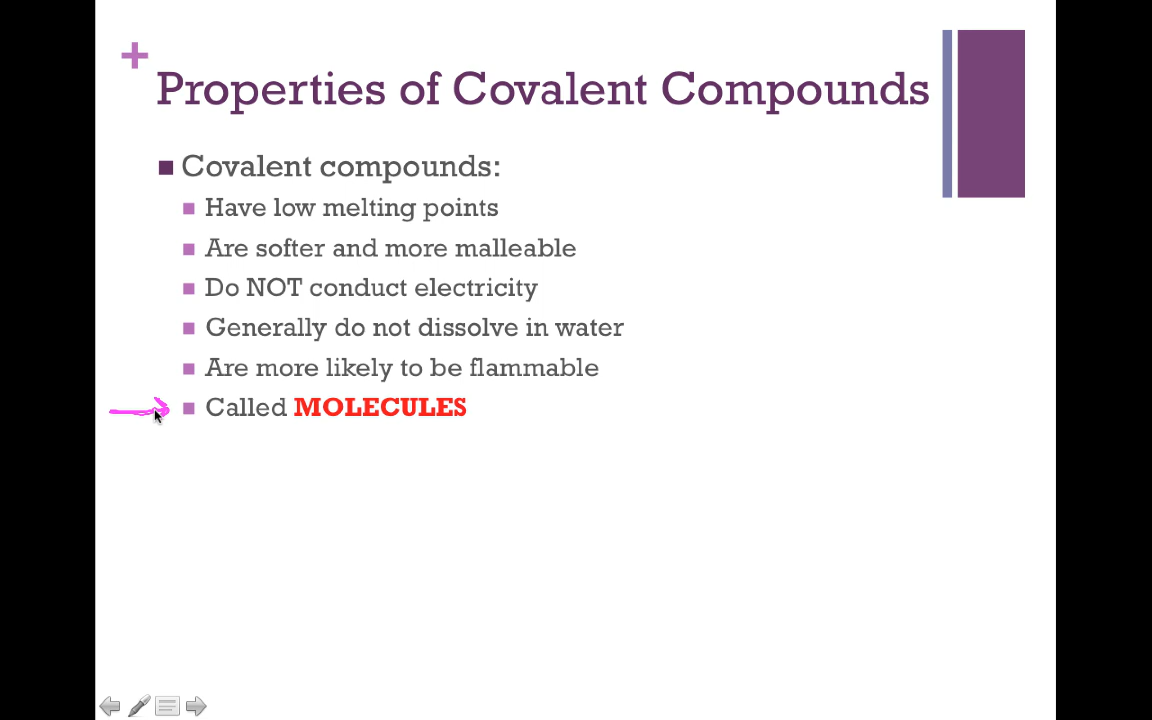 +
Properties of Covalent Compounds
Covalent compounds:
Have low melting points
Are softer and more malleable
Do NOT conduct electricity
Generally do not dissolve in water
Are more likely to be flammable
Called MOLECULES